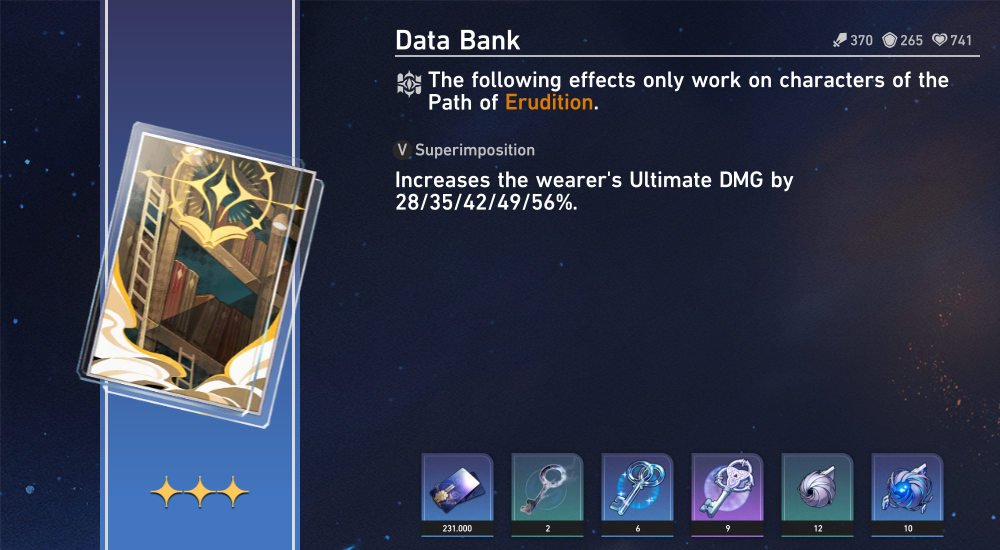 Data Bank
370 265 741
The following effects only work on characters of the
Path of Erudition.
V Superimposition
Increases the wearer's Ultimate DMG by
28/35/42/49/56%.
231.000 2 6 9 12 10